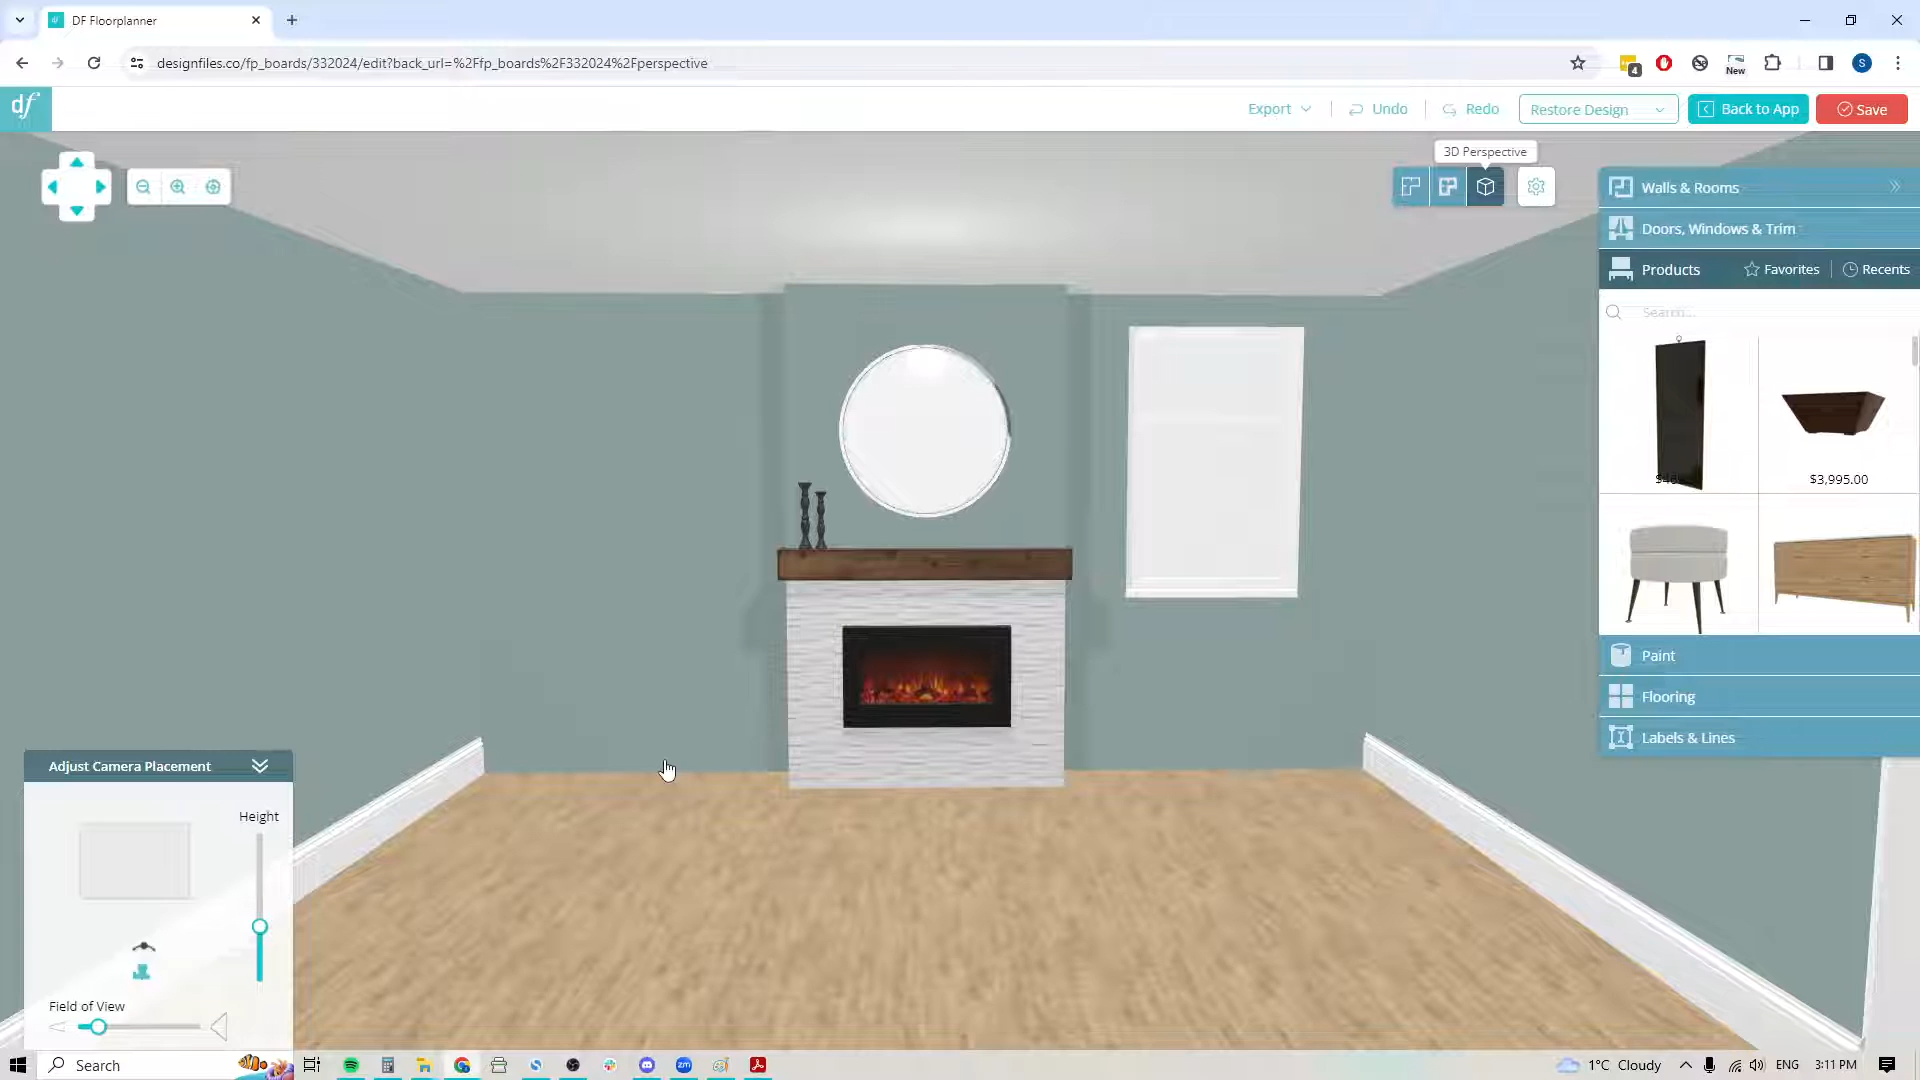 DF Floorplanner
designfiles.co/fp_boards/332024/edit?back_url=%2Ffp_boards%2F332024%2Fperspective
4
New
S
df
Export
Undo
Redo
Restore Design
Back to App
Save
3D Perspective
Walls & Rooms
Doors, Windows & Trim
Products
Favorites
Recents
Search...
$3,995.00
Paint
Flooring
Labels & Lines
Adjust Camera Placement
Height
Field of View
Search
zm
1°C Cloudy
ENG
3:11 PM